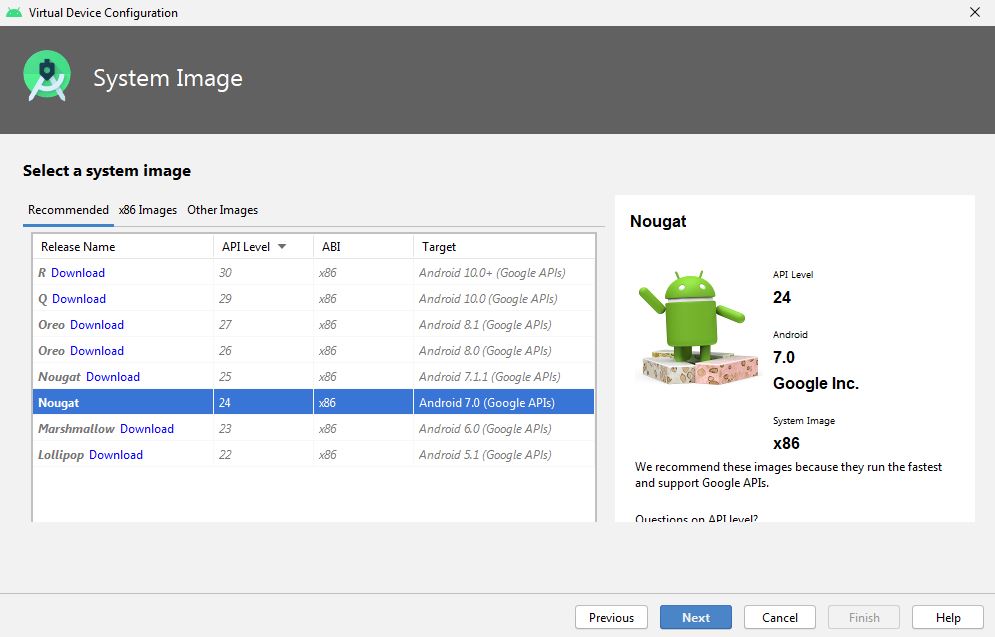 Virtual Device Configuration
System Image
Select a system image
Recommended x86 Images Other Images
Release Name API Level ABI Target
R Download 30 x86 Android 10.0+ (Google APIs)
Q Download 29 x86 Android 10.0 (Google APIs)
Oreo Download 27 x86 Android 8.1 (Google APIs)
Oreo Download 26 x86 Android 8.0 (Google APIs)
Nougat Download 25 x86 Android 7.1.1 (Google APIs)
Nougat 24 x86 Android 7.0 (Google APIs)
Marshmallow Download 23 x86 Android 6.0 (Google APIs)
Lollipop Download 22 x86 Android 5.1 (Google APIs)
Nougat
API Level
24
Android
7.0
Google Inc.
System Image
x86
We recommend these images because they run the fastest
and support Google APIs.
Questions on API level?
Previous Next Cancel Finish Help